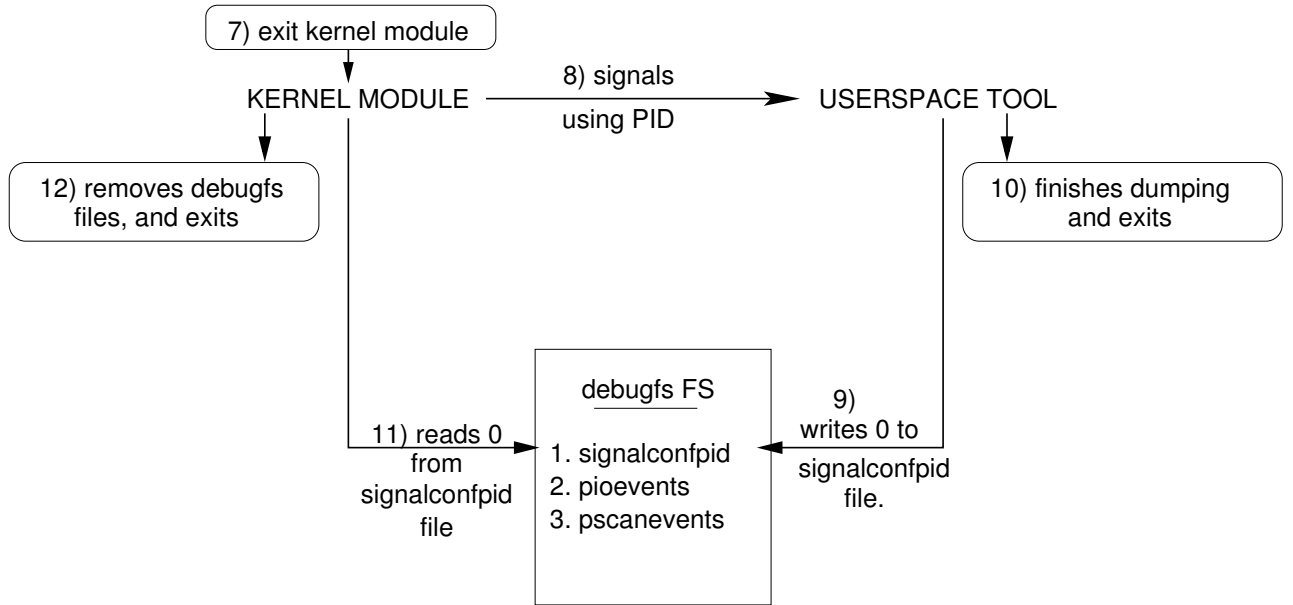 7) exit kernel module
KERNEL MODULE
8) signals
using PID
USERSPACE TOOL
12) removes debugfs
files, and exits
10) finishes dumping
and exits
debugfs FS
1. signalconfpid
2. pioevents
3. pscanevents
11) reads 0
from
signalconfpid
file
9)
writes 0 to
signalconfpid
file.